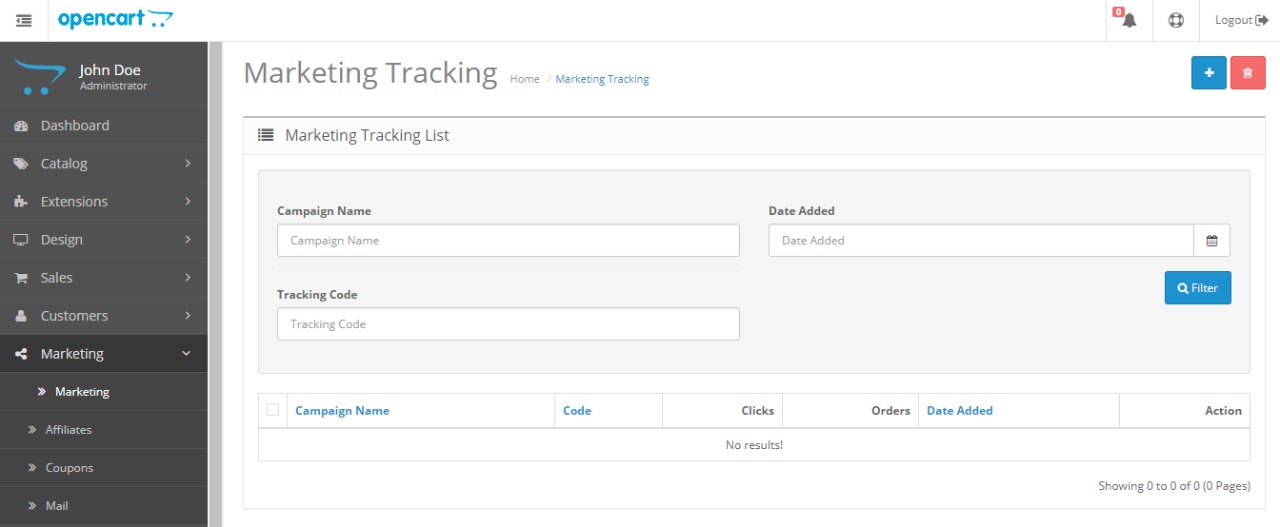 opencart
0
Logout
John Doe
Administrator
Dashboard
Catalog
Extensions
Design
Sales
Customers
Marketing
Marketing
Affiliates
Coupons
Mail
Marketing Tracking
Home / Marketing Tracking
Marketing Tracking List
Campaign Name
Campaign Name
Date Added
Date Added
Tracking Code
Tracking Code
Filter
Campaign Name Code Clicks Orders Date Added Action
No results!
Showing 0 to 0 of 0 (0 Pages)